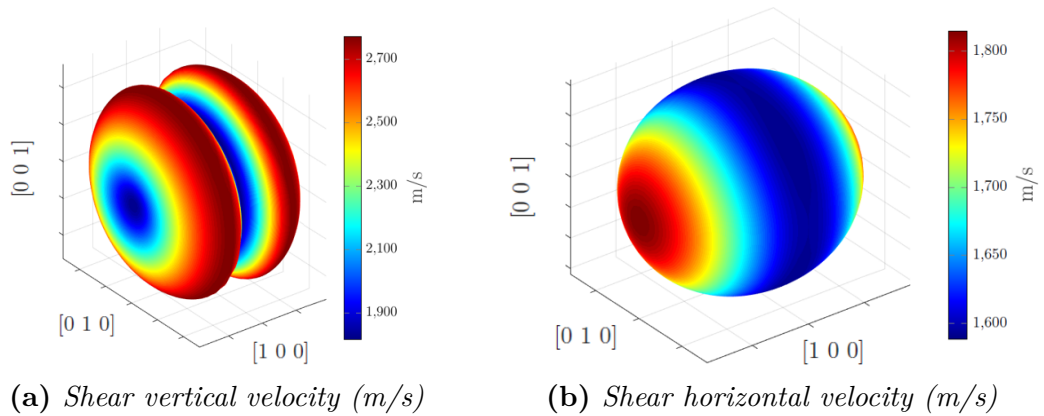 2,700
2,500
2,300
2,100
1,900
m/s
[0 0 1]
[0 1 0]
[1 0 0]
1,800
1,750
1,700
1,650
1,600
m/s
[0 0 1]
[0 1 0]
[1 0 0]
(a) Shear vertical velocity (m/s)
(b) Shear horizontal velocity (m/s)